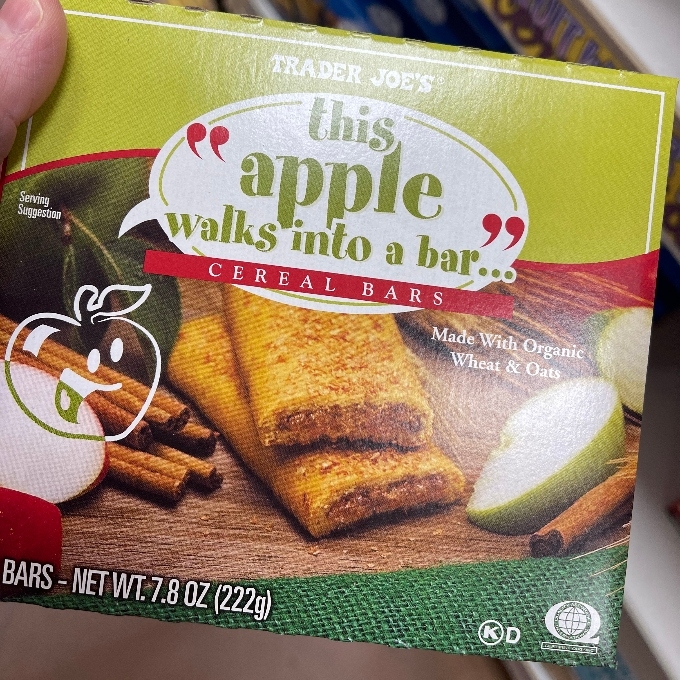 TRADER JOE'S
"this
apple
walks into a bar..."
CEREAL BARS
Serving
Suggestion
Made With Organic
Wheat & Oats
BARS - NET WT. 7.8 OZ (222g)
K D
Q